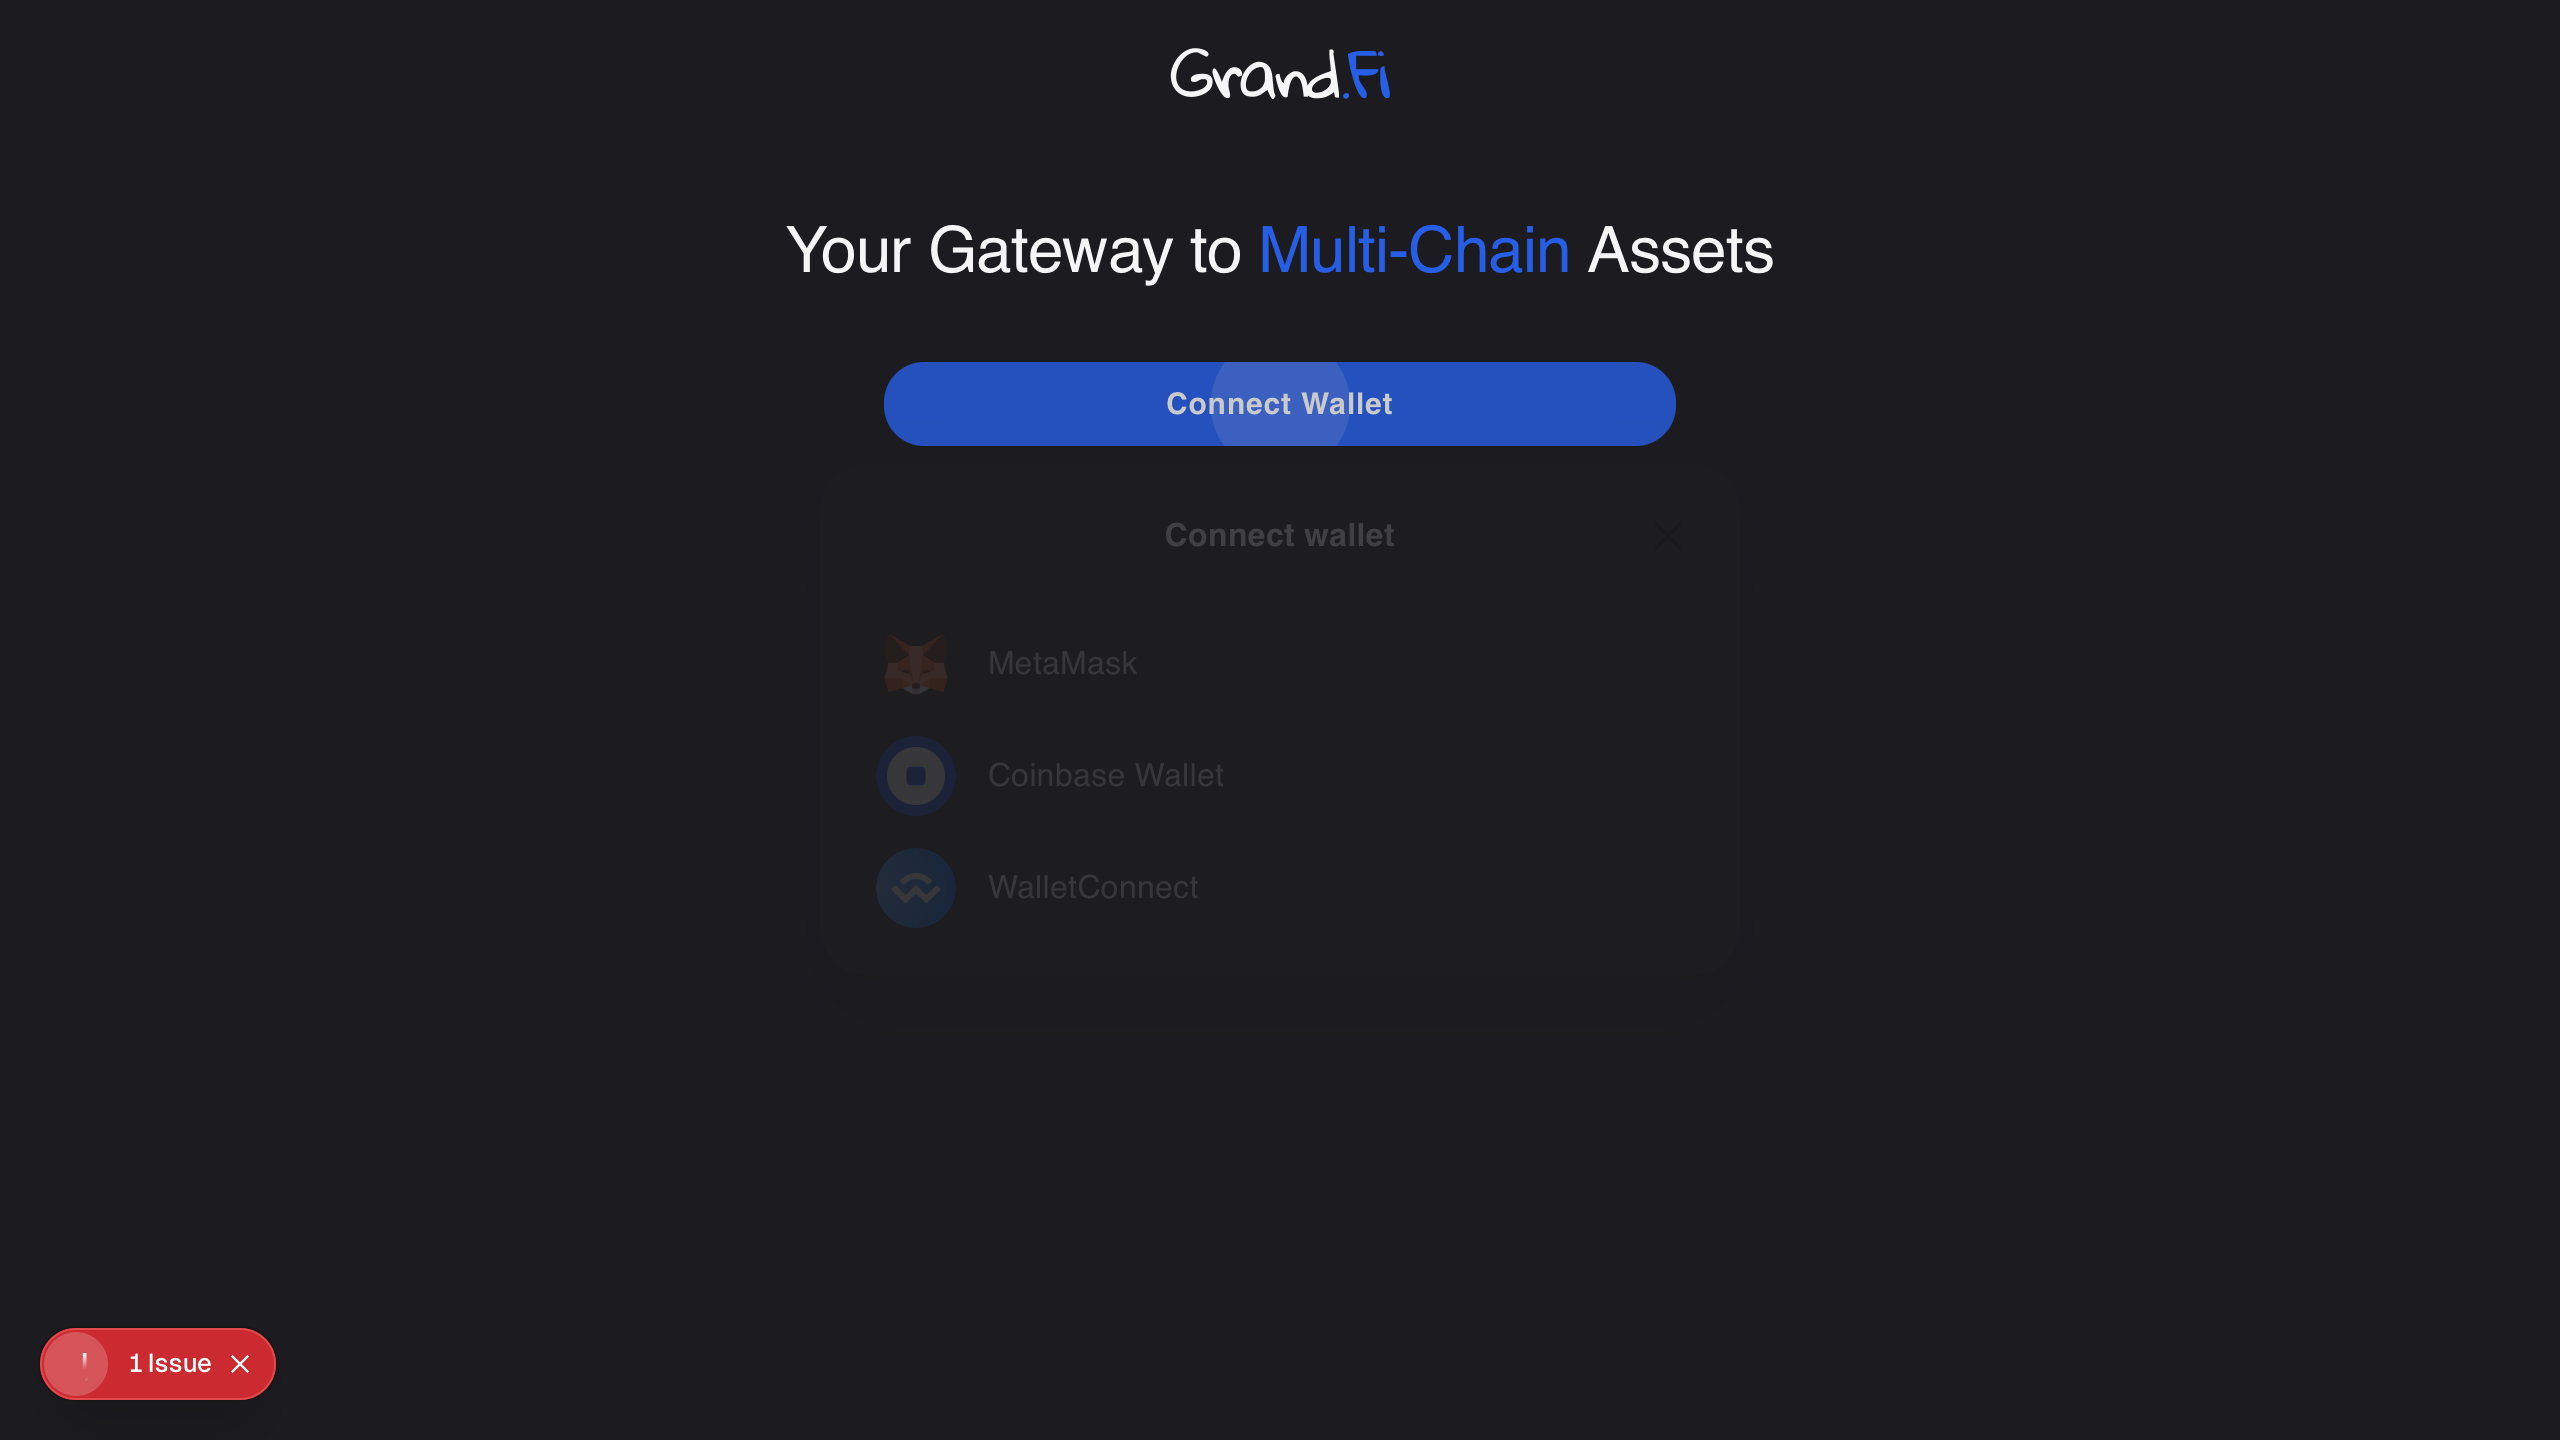 Grand.Fi
Your Gateway to Multi-Chain Assets
Connect Wallet
Connect wallet
MetaMask
Coinbase Wallet
WalletConnect
1 Issue